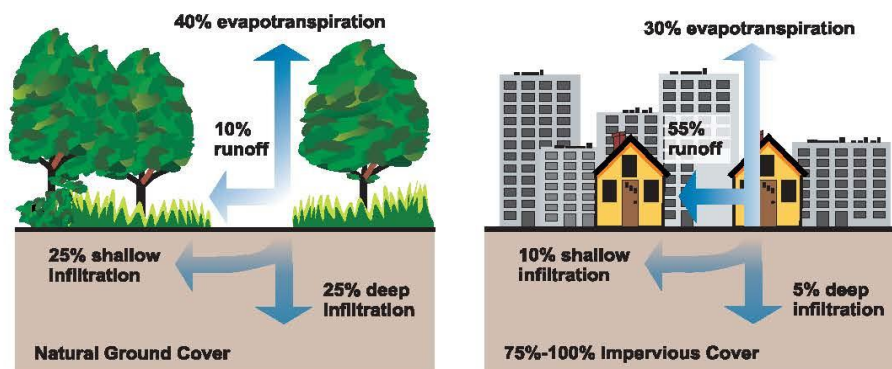 40% evapotranspiration
10%
runoff
25% shallow
infiltration
25% deep
infiltration
Natural Ground Cover
30% evapotranspiration
55%
runoff
10% shallow
infiltration
5% deep
infiltration
75%-100% Impervious Cover